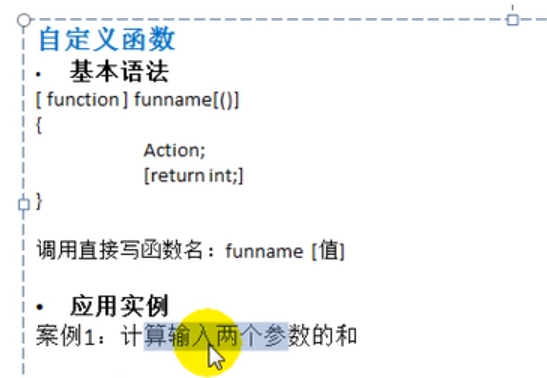 自定义函数
• 基本语法
[ function ] funname[()]
{
Action;
[return int;]
}
调用直接写函数名：funname [值]
• 应用实例
案例1：计算输入两个参数的和